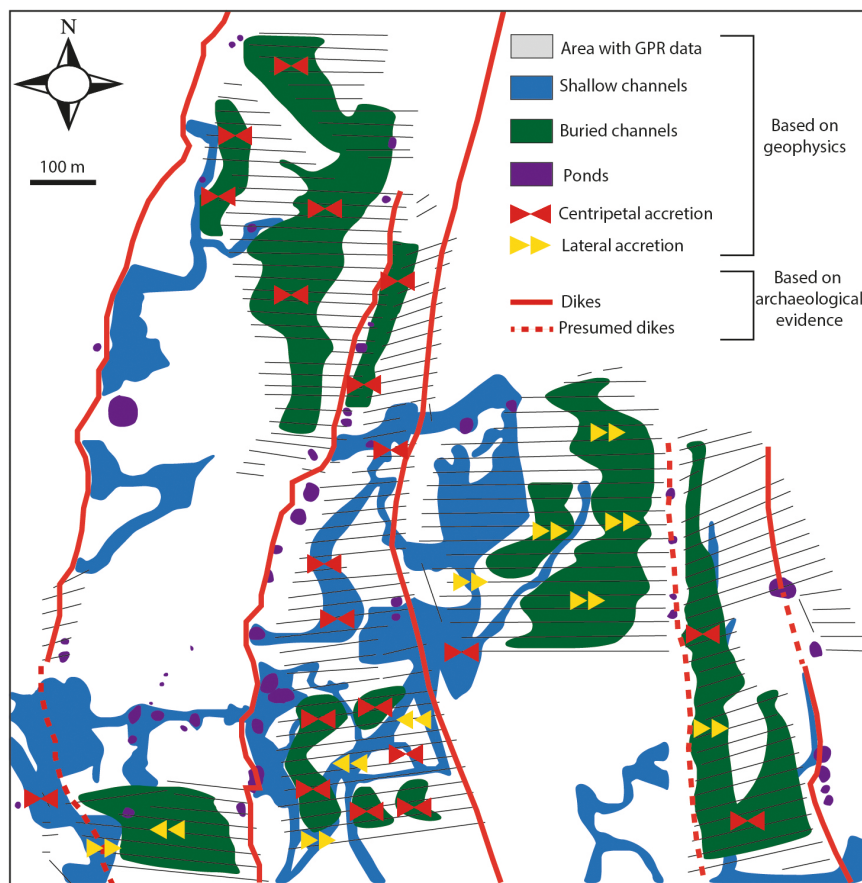 N
100 m
Area with GPR data
Shallow channels
Buried channels
Ponds
Centripetal accretion
Lateral accretion
Based on
geophysics
Dikes
Presumed dikes
Based on
archaeological
evidence